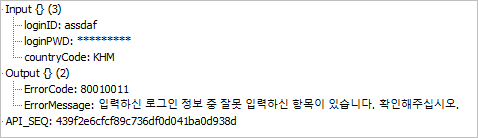 Input {} (3)
loginID: assdaf
loginPWD: *********
countryCode: KHM
Output {} (2)
ErrorCode: 80010011
ErrorMessage: 입력하신 로그인 정보 중 잘못 입력하신 항목이 있습니다. 확인해주십시오.
API_SEQ: 439f2e6cfcf89c736df0d041ba0d938d